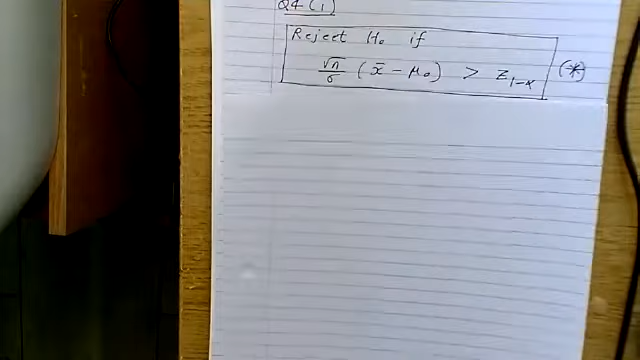 Q4 (i)
Reject H₀ if
√n/σ (x̄ - μ₀) > z₁₋α (*)